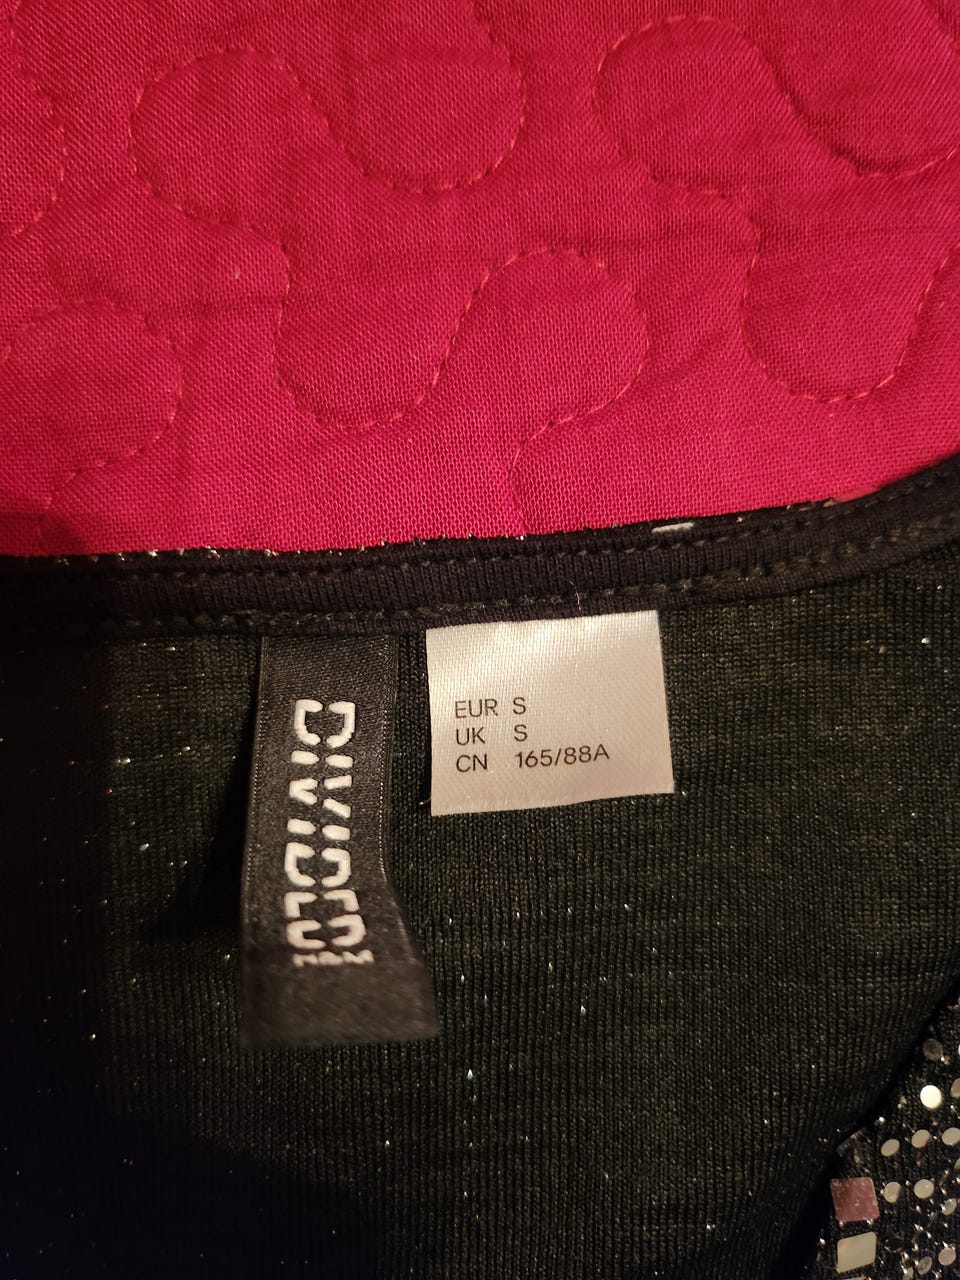 DIVIDED
EUR S
UK S
CN 165/88A